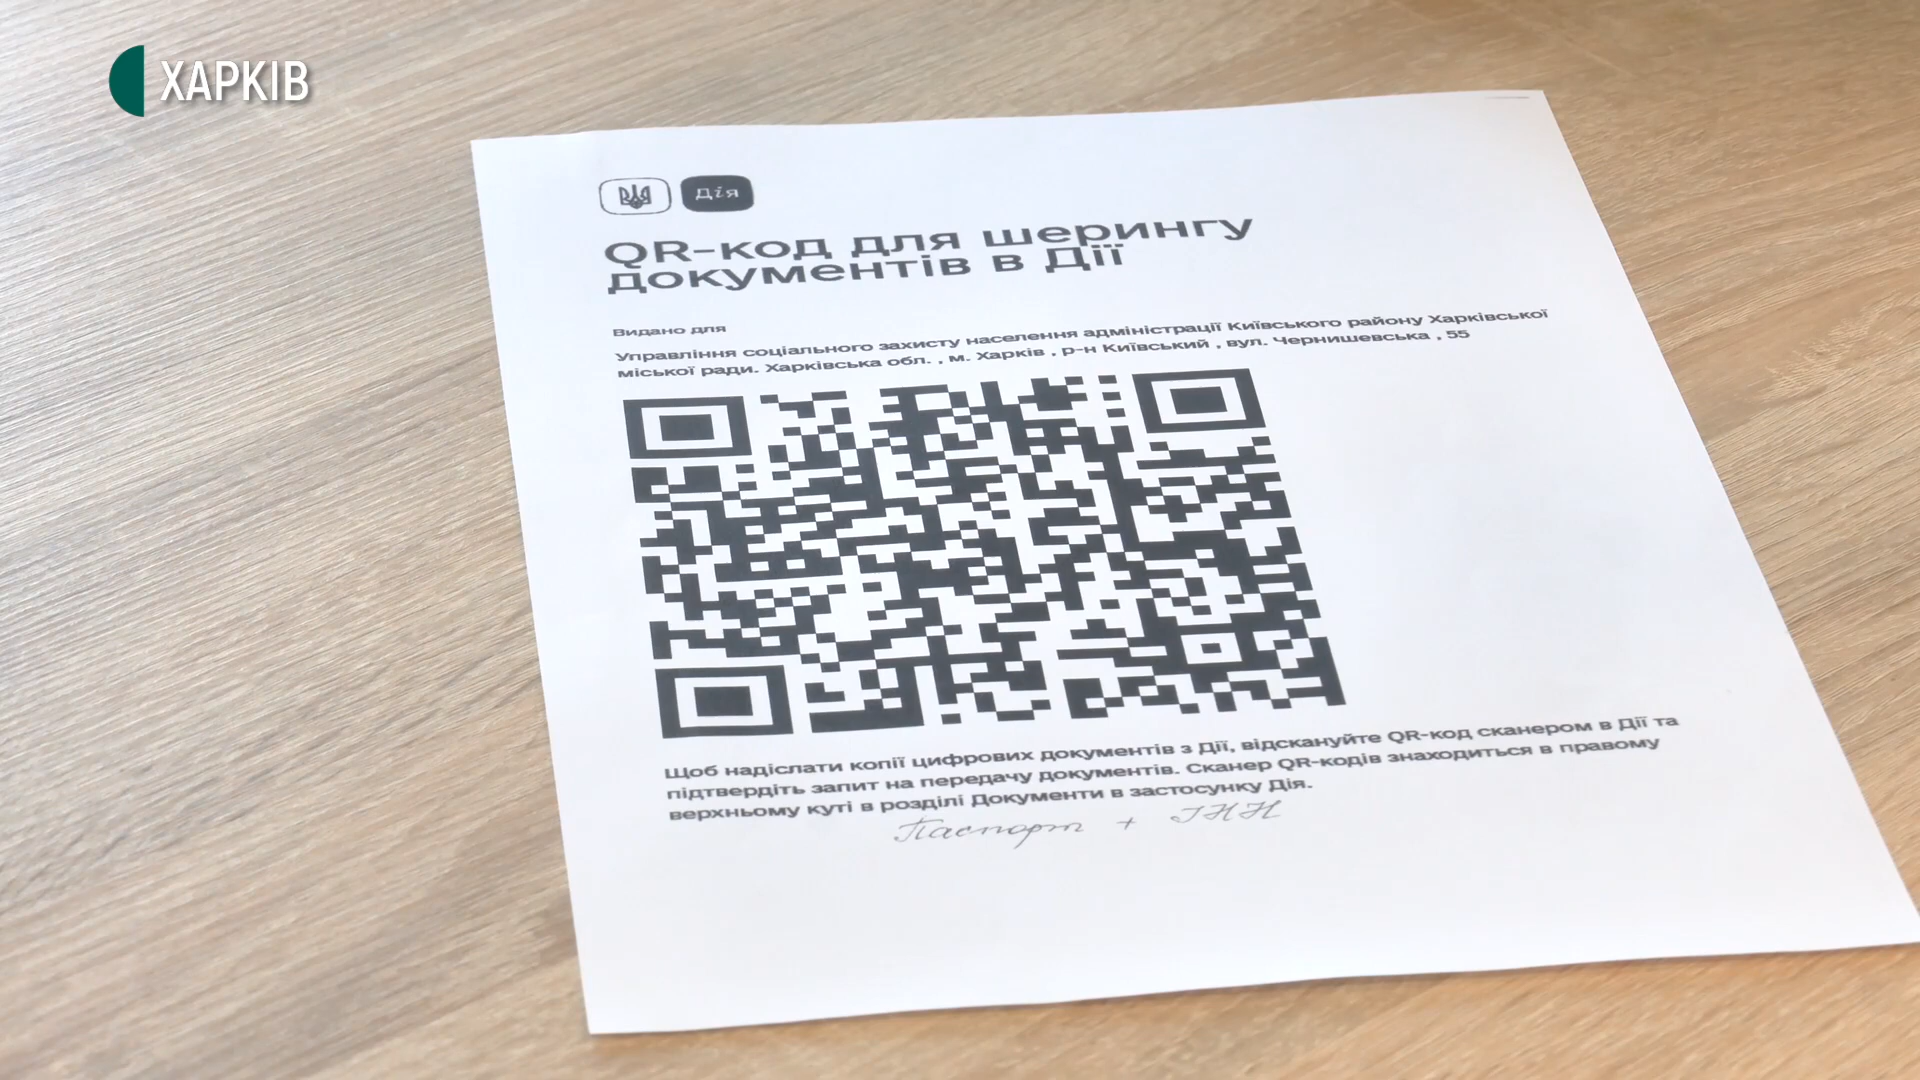 ХАРКІВ
Дія
QR-код для шерингу
документів в Дії
Видано для
Управління соціального захисту населення адміністрації Київського району Харківської
міської ради. Харківська обл. , м. Харків , р-н Київський , вул. Чернишевська , 55
Щоб надіслати копії цифрових документів з Дії, відскануйте QR-код сканером в Дії та
підтвердіть запит на передачу документів. Сканер QR-кодів знаходиться в правому
верхньому куті в розділі Документи в застосунку Дія.
Паспорт + ІНН